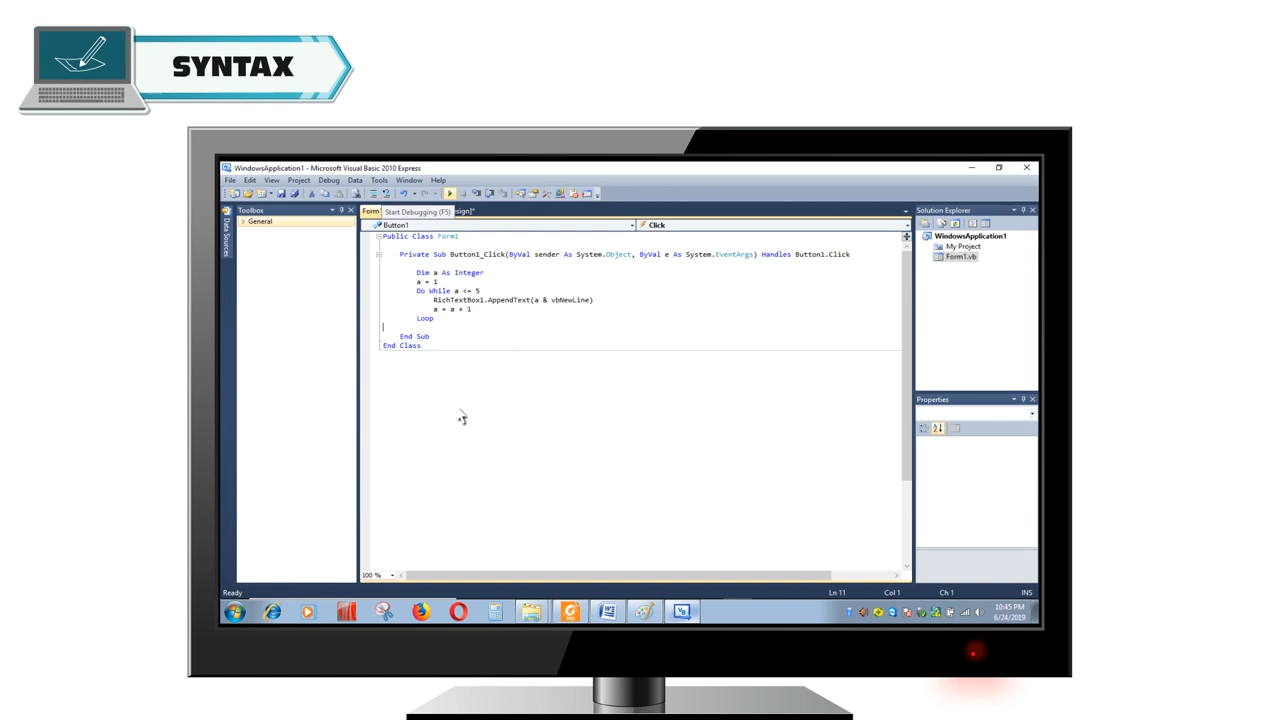 SYNTAX
WindowsApplication1 - Microsoft Visual Basic 2010 Express
File Edit View Project Debug Data Tools Window Help
Toolbox
General
Data Sources
Form
Start Debugging (F5)
sign]*
Button1
Click
Public Class Form1
Private Sub Button1_Click(ByVal sender As System.Object, ByVal e As System.EventArgs) Handles Button1.Click
Dim a As Integer
a = 1
Do While a <= 5
RichTextBox1.AppendText(a & vbNewLine)
a = a + 1
Loop
End Sub
End Class
100 %
Solution Explorer
WindowsApplication1
My Project
Form1.vb
Properties
Ready
Ln 11 Col 1 Ch 1 INS
10:45 PM
6/24/2019